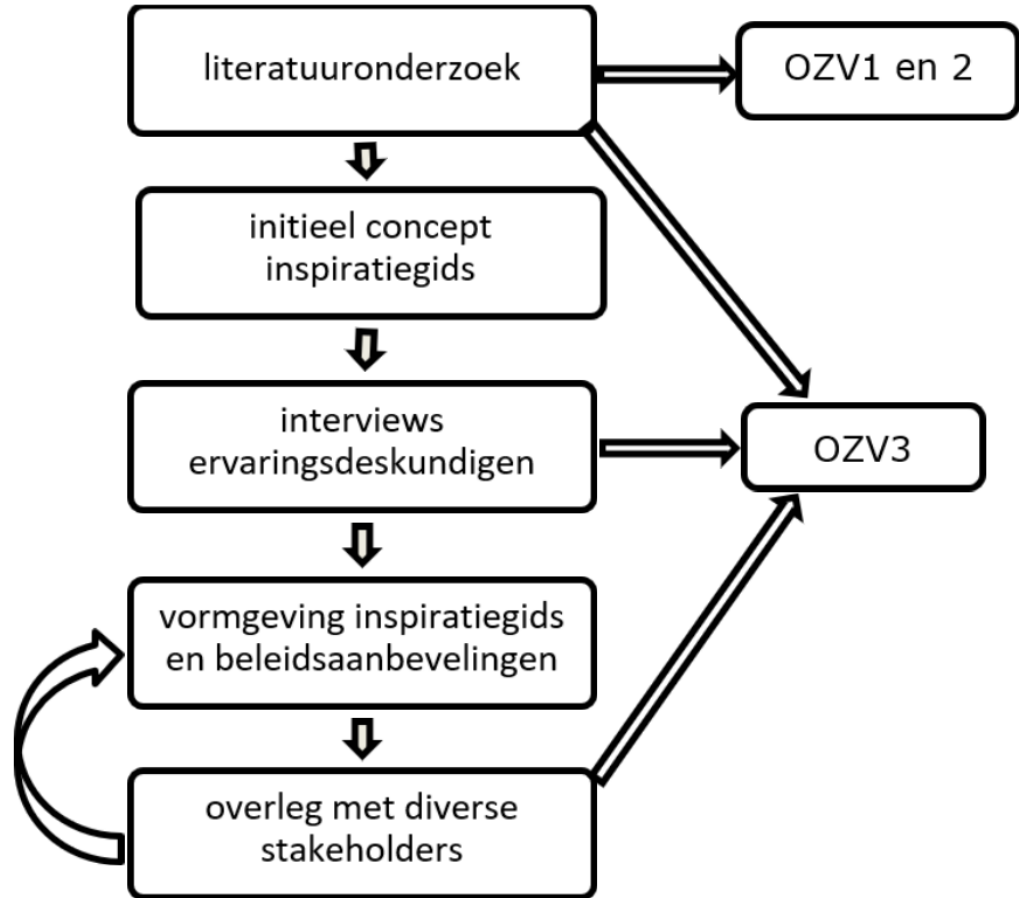 literatuuronderzoek
OZV1 en 2
initieel concept
inspiratiegids
interviews
ervaringsdeskundigen
OZV3
vormgeving inspiratiegids
en beleidsaanbevelingen
overleg met diverse
stakeholders